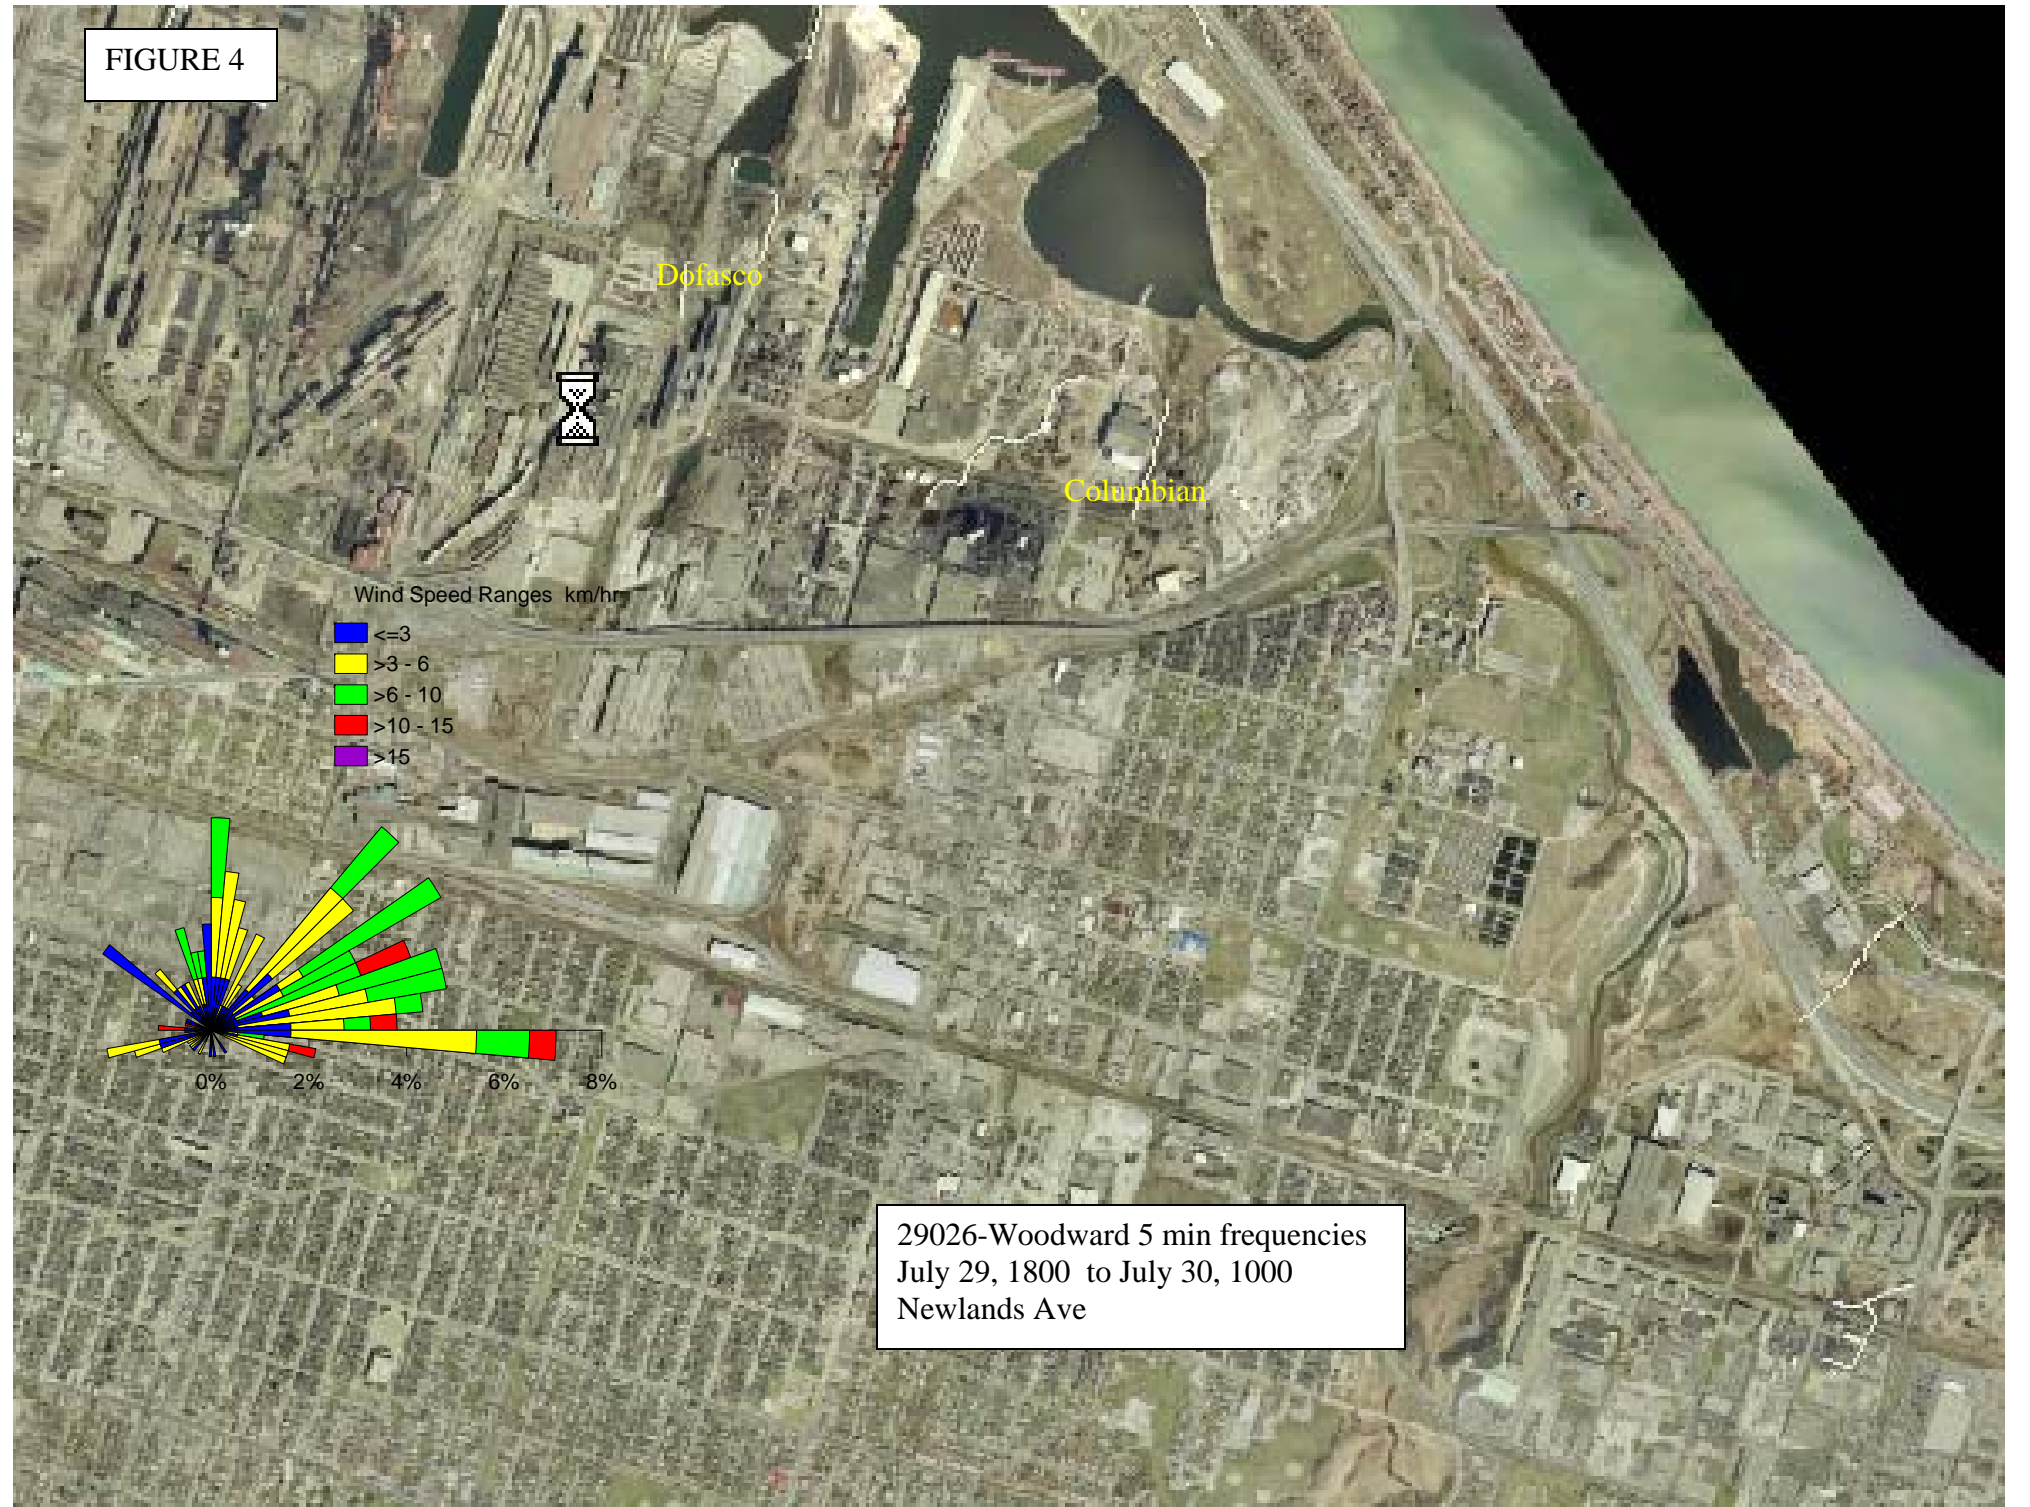 FIGURE 4
Dofasco
Columbian
Wind Speed Ranges km/hr
<=3
>3 - 6
>6 - 10
>10 - 15
>15
0% 2% 4% 6% 8%
29026-Woodward 5 min frequencies
July 29, 1800 to July 30, 1000
Newlands Ave